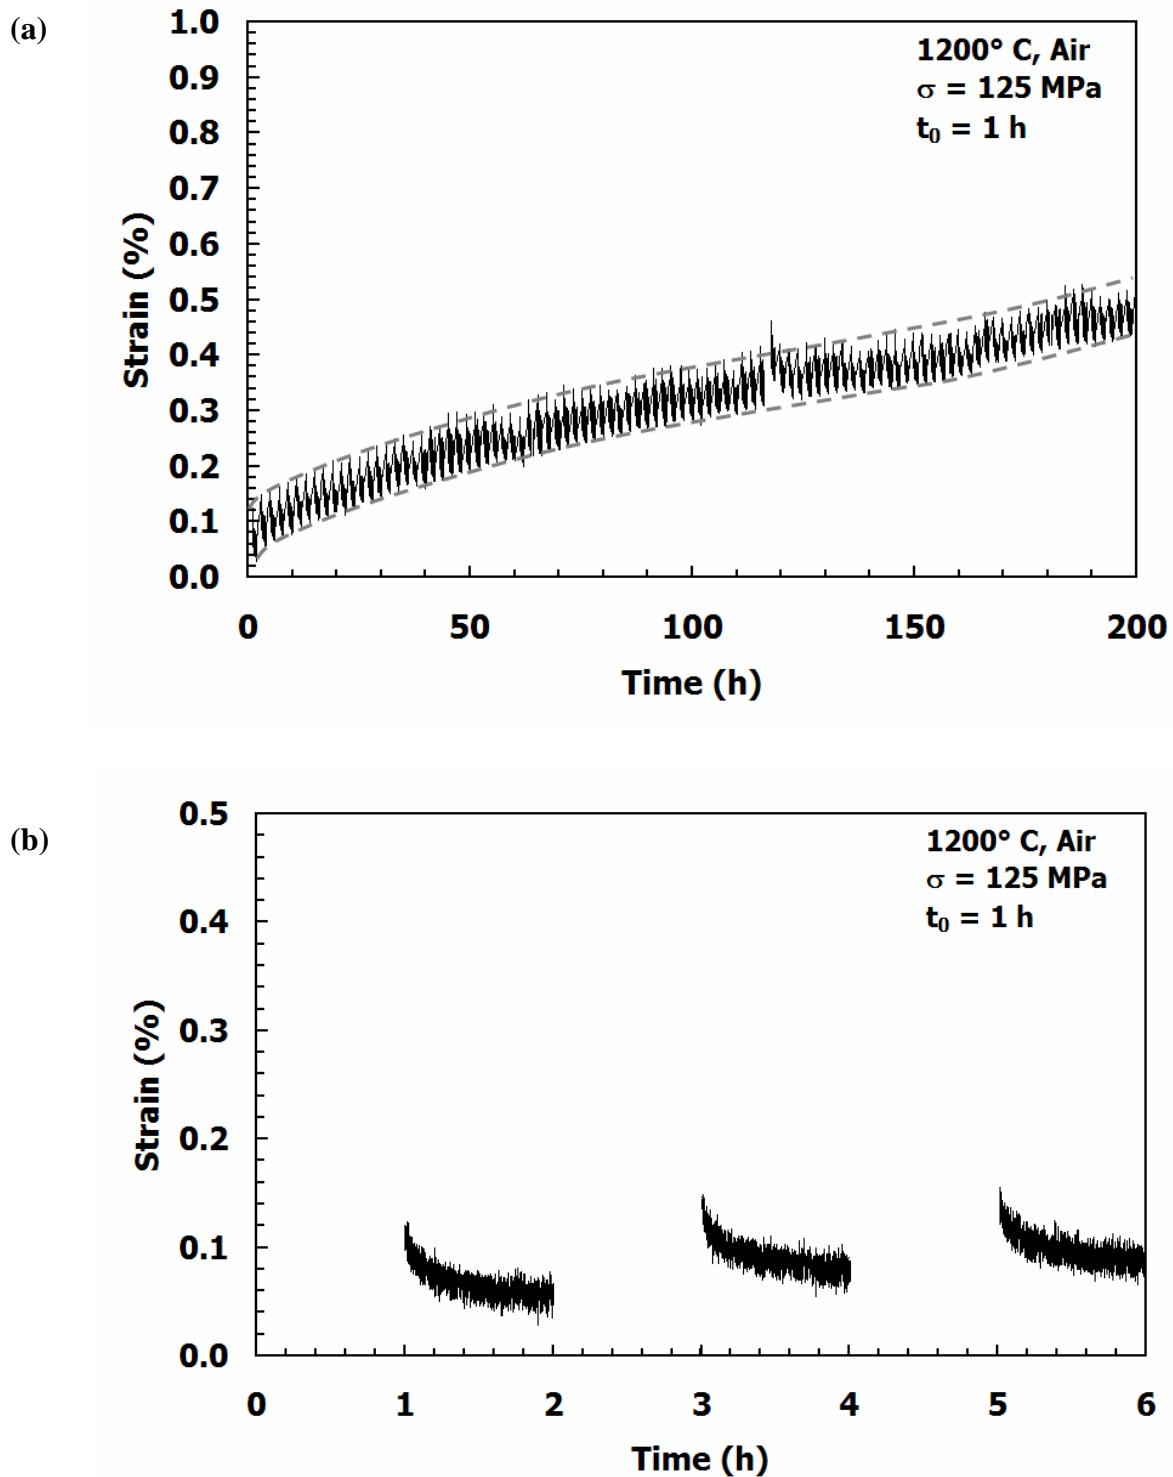 (a)
1.0
0.9
0.8
0.7
0.6
0.5
0.4
0.3
0.2
0.1
0.0
Strain (%)
1200° C, Air
σ = 125 MPa
t₀ = 1 h
0 50 100 150 200
Time (h)
(b)
0.5
0.4
0.3
0.2
0.1
0.0
Strain (%)
1200° C, Air
σ = 125 MPa
t₀ = 1 h
0 1 2 3 4 5 6
Time (h)